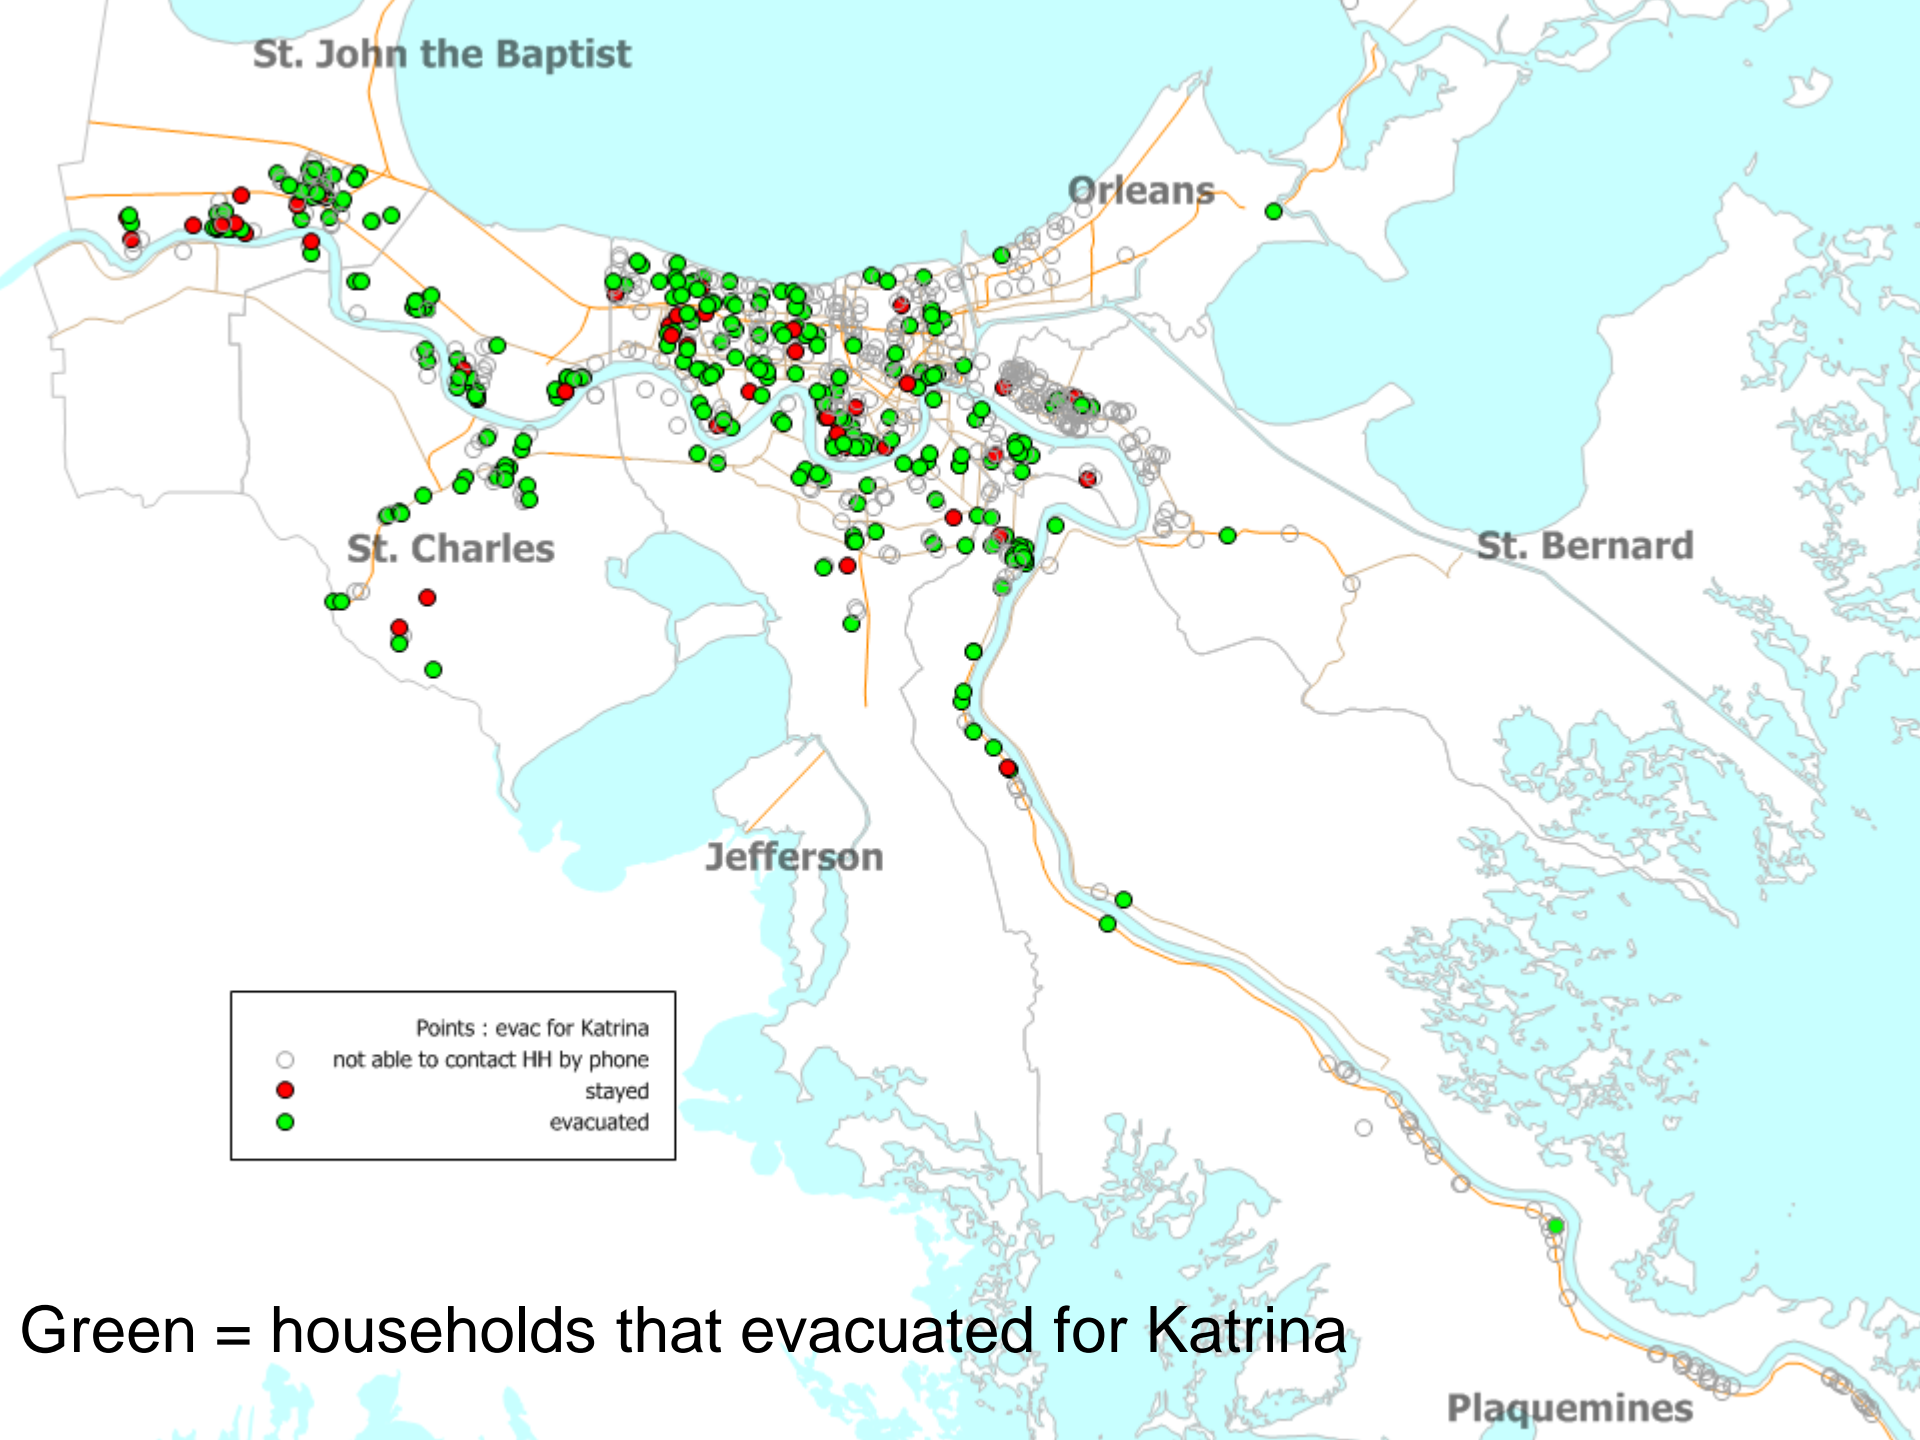 St. John the Baptist
Orleans
St. Charles
St. Bernard
Jefferson
Points : evac for Katrina
not able to contact HH by phone
stayed
evacuated
Green = households that evacuated for Katrina
Plaquemines